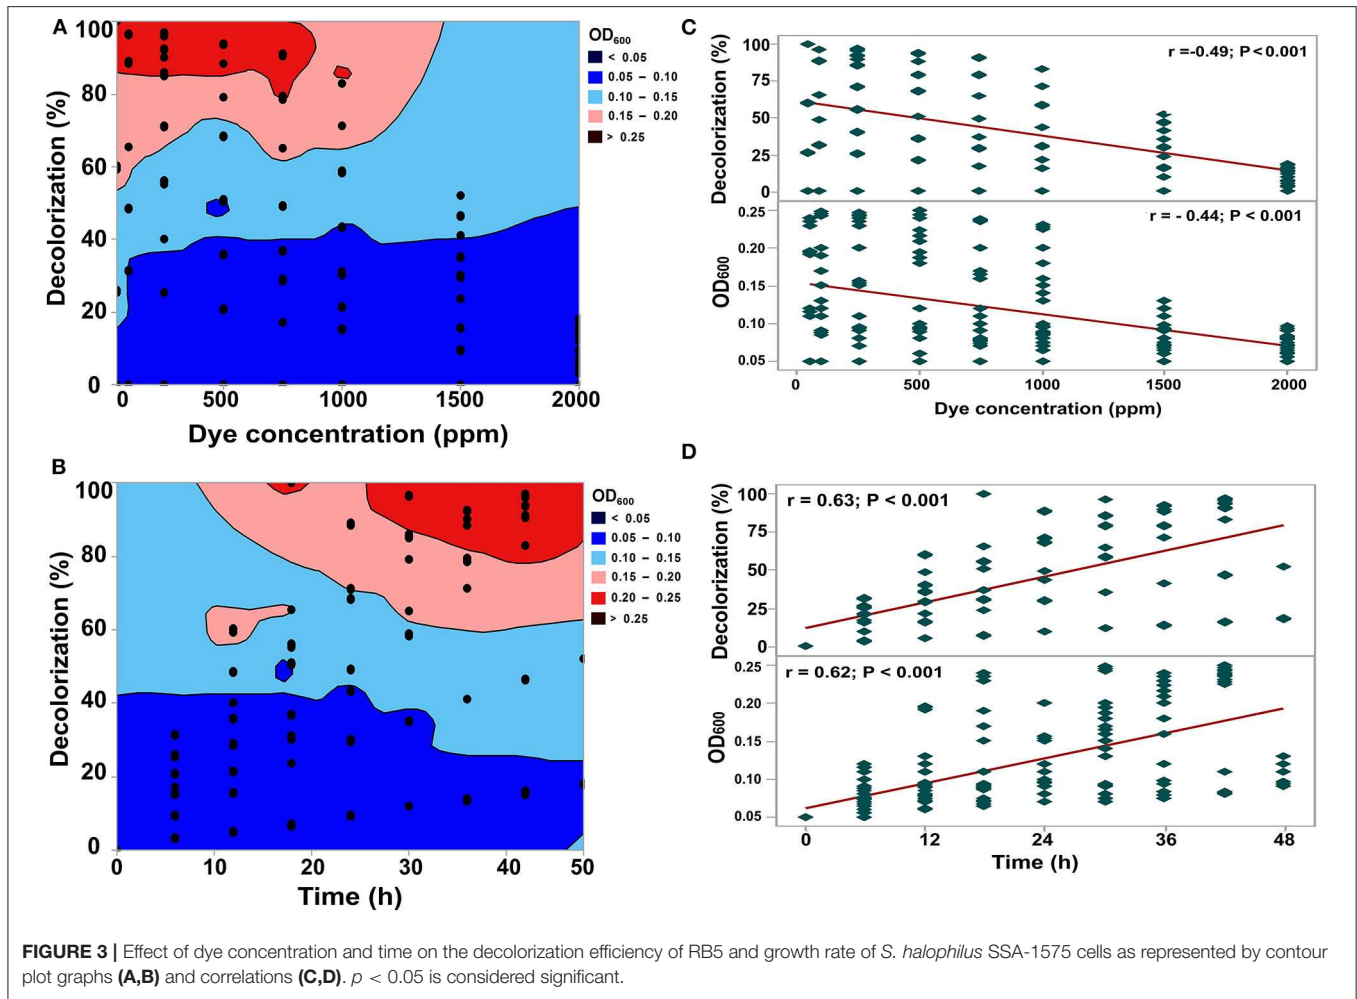 A
100
80
60
40
20
0
Decolorization (%)
0 500 1000 1500 2000
Dye concentration (ppm)
OD600
< 0.05
0.05 – 0.10
0.10 – 0.15
0.15 – 0.20
> 0.25
B
100
80
60
40
20
0
Decolorization (%)
0 10 20 30 40 50
Time (h)
OD600
< 0.05
0.05 – 0.10
0.10 – 0.15
0.15 – 0.20
0.20 – 0.25
> 0.25
C
r =-0.49; P <0.001
100
75
50
25
0
Decolorization (%)
r = - 0.44; P < 0.001
0.25
0.20
0.15
0.10
0.05
OD600
0 500 1000 1500 2000
Dye concentration (ppm)
D
r = 0.63; P < 0.001
100
75
50
25
0
Decolorization (%)
r = 0.62; P < 0.001
0.25
0.20
0.15
0.10
0.05
OD600
0 12 24 36 48
Time (h)
FIGURE 3 | Effect of dye concentration and time on the decolorization efficiency of RB5 and growth rate of S. halophilus SSA-1575 cells as represented by contour
plot graphs (A,B) and correlations (C,D). p < 0.05 is considered significant.